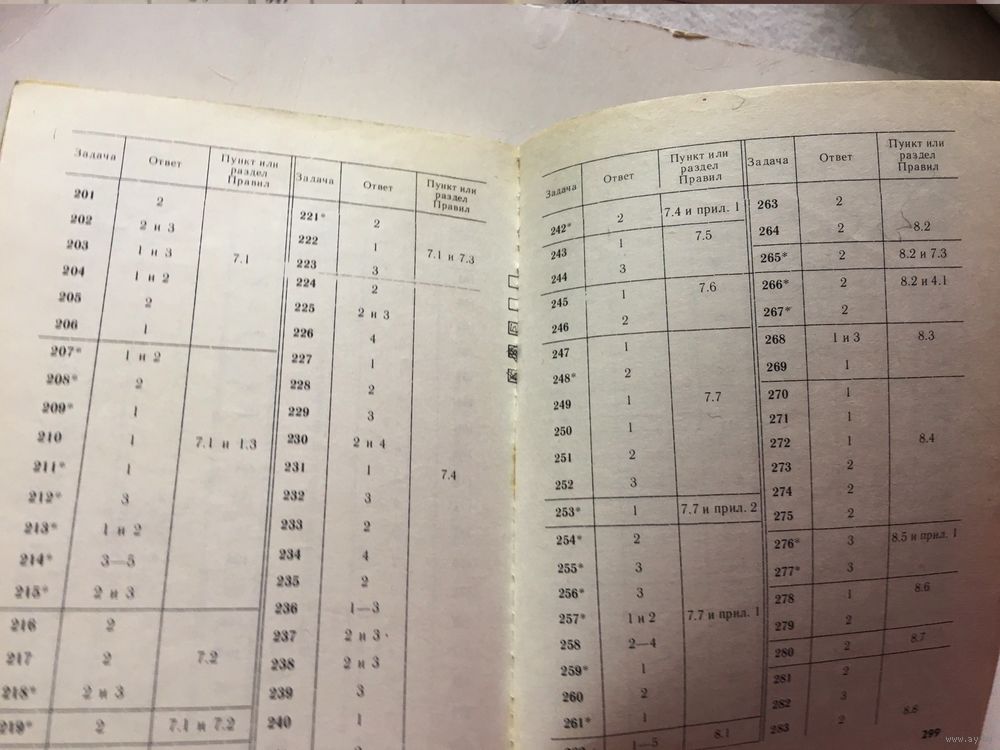 Задача Ответ Пункт или раздел Правил Задача Ответ Пункт или раздел Правил
201 2 221* 2
202 2 и 3 222 1
203 1 и 3 7.1 223 3 7.1 и 7.3
204 1 и 2 224 2
205 2 225 2 и 3
206 1 226 4
207* 1 и 2 227 1
208* 2 228 2
209* 1 229 3
210 1 7.1 и 1.3 230 2 и 4
211* 1 231 1 7.4
212* 3 232 3
213* 1 и 2 233 2
214* 3—5 234 4
215* 2 и 3 235 2
216 2 236 1—3
217 2 7.2 237 2 и 3
218* 2 и 3 238 2 и 3
219* 2 7.1 и 7.2 239 3
240 1
2
Задача Ответ Пункт или раздел Правил Задача Ответ Пункт или раздел Правил
242* 2 7.4 и прил. 1 263 2
243 1 7.5 264 2 8.2
244 3 265* 2 8.2 и 7.3
245 1 7.6 266* 2 8.2 и 4.1
246 2 267* 2
247 1 268 1 и 3 8.3
248* 2 269 1
249 1 7.7 270 1
250 1 271 1
251 2 272 1 8.4
252 3 273 2
253* 1 7.7 и прил. 2 274 2
254* 2 275 2
255* 3 276* 3 8.5 и прил. 1
256* 3 277* 3
257* 1 и 2 7.7 и прил. 1 278 1 8.6
258 2—4 279 2
259* 1 280 2 8.7
260 2 281 2
261* 1 282 3
1—5 8.1 283 2 8.8
299